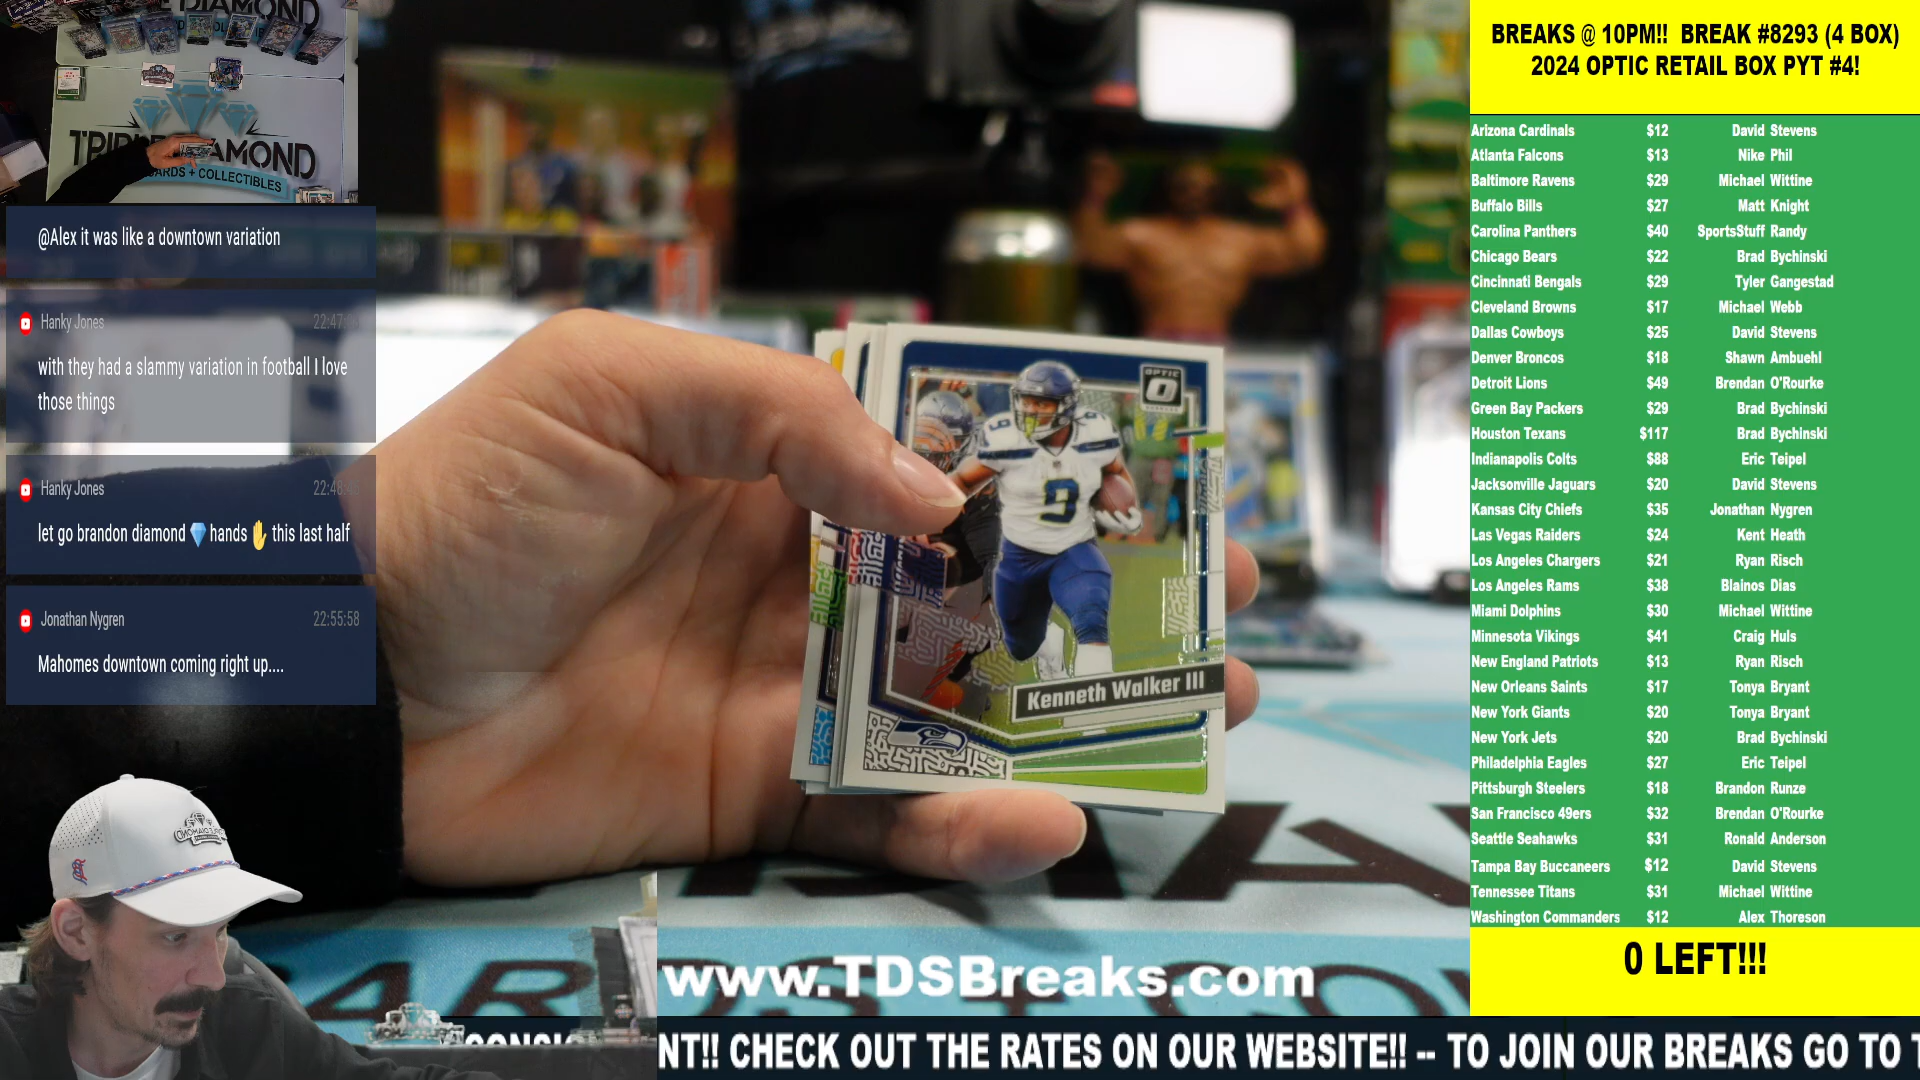 @Alex it was like a downtown variation
Hanky Jones
with they had a slammy variation in football I love
those things
Hanky Jones
let go brandon diamond 💎 hands ✋ this last half
Jonathan Nygren 22:55:58
Mahomes downtown coming right up....
TRIPLE DIAMOND
CARDS + COLLECTIBLES
OPTIC
9
9
Kenneth Walker III
www.TDSBreaks.com
NT!! CHECK OUT THE RATES ON OUR WEBSITE!! -- TO JOIN OUR BREAKS GO TO
BREAKS @ 10PM!! BREAK #8293 (4 BOX)
2024 OPTIC RETAIL BOX PYT #4!
Arizona Cardinals $12 David Stevens
Atlanta Falcons $13 Nike Phil
Baltimore Ravens $29 Michael Wittine
Buffalo Bills $27 Matt Knight
Carolina Panthers $40 SportsStuff Randy
Chicago Bears $22 Brad Bychinski
Cincinnati Bengals $29 Tyler Gangestad
Cleveland Browns $17 Michael Webb
Dallas Cowboys $25 David Stevens
Denver Broncos $18 Shawn Ambuehl
Detroit Lions $49 Brendan O'Rourke
Green Bay Packers $29 Brad Bychinski
Houston Texans $117 Brad Bychinski
Indianapolis Colts $88 Eric Teipel
Jacksonville Jaguars $20 David Stevens
Kansas City Chiefs $35 Jonathan Nygren
Las Vegas Raiders $24 Kent Heath
Los Angeles Chargers $21 Ryan Risch
Los Angeles Rams $38 Blainos Dias
Miami Dolphins $30 Michael Wittine
Minnesota Vikings $41 Craig Huls
New England Patriots $13 Ryan Risch
New Orleans Saints $17 Tonya Bryant
New York Giants $20 Tonya Bryant
New York Jets $20 Brad Bychinski
Philadelphia Eagles $27 Eric Teipel
Pittsburgh Steelers $18 Brandon Runze
San Francisco 49ers $32 Brendan O'Rourke
Seattle Seahawks $31 Ronald Anderson
Tampa Bay Buccaneers $12 David Stevens
Tennessee Titans $31 Michael Wittine
Washington Commanders $12 Alex Thoreson
0 LEFT!!!